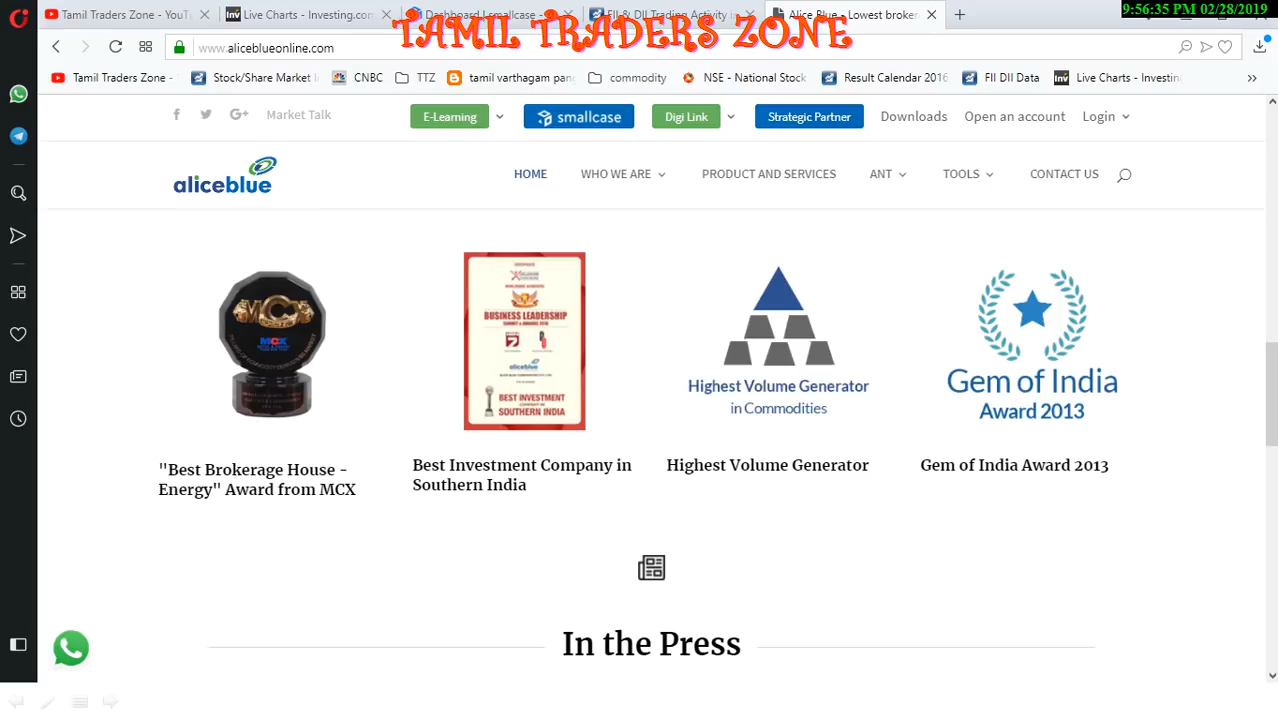 9:56:35 PM 02/28/2019
TAMIL TRADERS ZONE
Tamil Traders Zone - YouT
Live Charts - Investing.com
Dashboard | smallcase -
FII & DII Trading Activity in
Alice Blue - Lowest broker
www.aliceblueonline.com
Tamil Traders Zone -
Stock/Share Market I
CNBC
TTZ
tamil varthagam pan
commodity
NSE - National Stock
Result Calendar 2016
FII DII Data
Live Charts - Investin
Market Talk
E-Learning
smallcase
Digi Link
Strategic Partner
Downloads
Open an account
Login
aliceblue
HOME
WHO WE ARE
PRODUCT AND SERVICES
ANT
TOOLS
CONTACT US
MCX
MCX
BUSINESS LEADERSHIP
aliceblue
BEST INVESTMENT
SOUTHERN INDIA
Highest Volume Generator
in Commodities
Gem of India
Award 2013
"Best Brokerage House -
Energy" Award from MCX
Best Investment Company in
Southern India
Highest Volume Generator
Gem of India Award 2013
In the Press